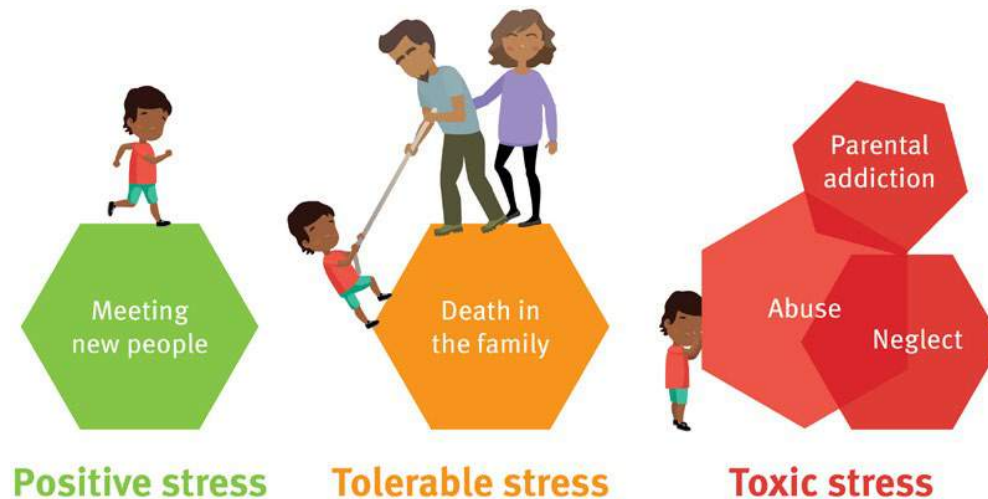 Meeting
new people
Positive stress
Death in
the family
Tolerable stress
Parental
addiction
Abuse
Neglect
Toxic stress